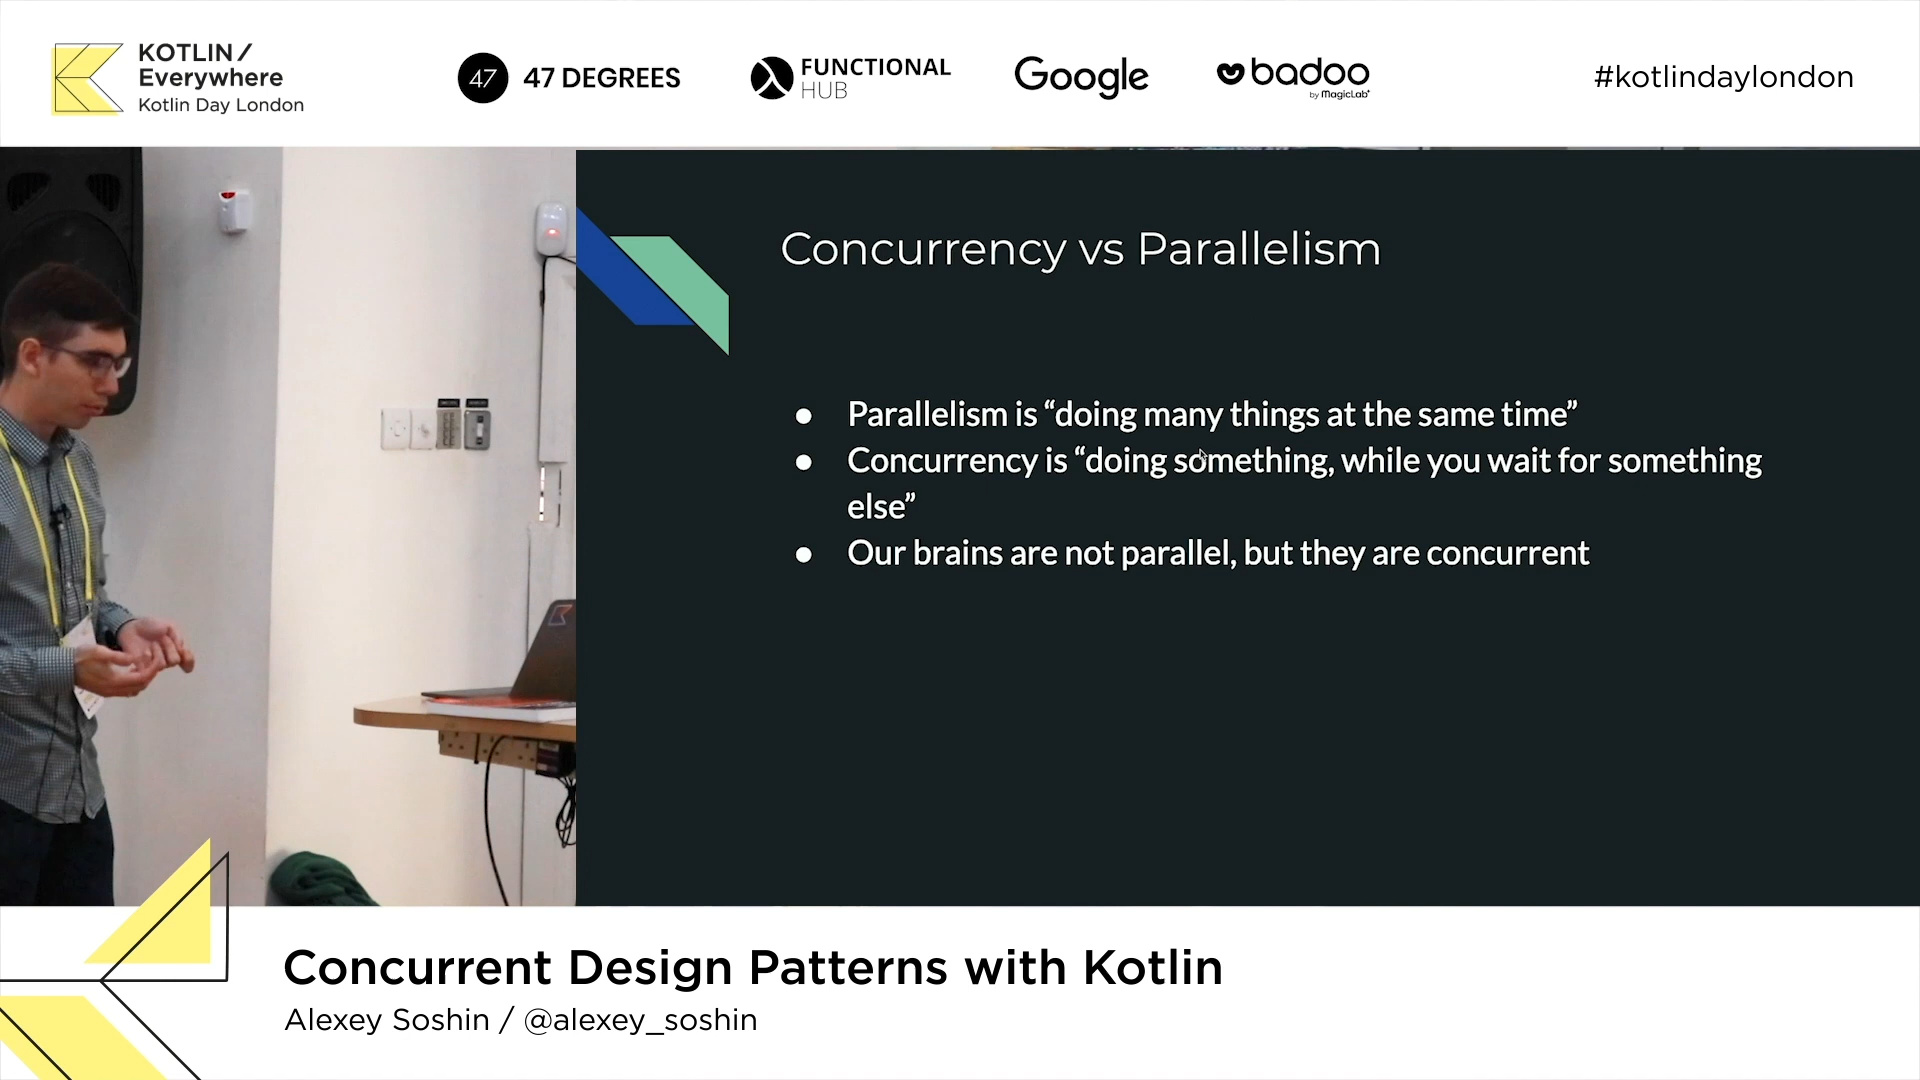 KOTLIN /
Everywhere
Kotlin Day London
47
47 DEGREES
FUNCTIONAL
HUB
Google
badoo
by MagicLab
#kotlindaylondon
Concurrency vs Parallelism
● Parallelism is “doing many things at the same time”
● Concurrency is “doing something, while you wait for something
else”
● Our brains are not parallel, but they are concurrent
Concurrent Design Patterns with Kotlin
Alexey Soshin / @alexey_soshin